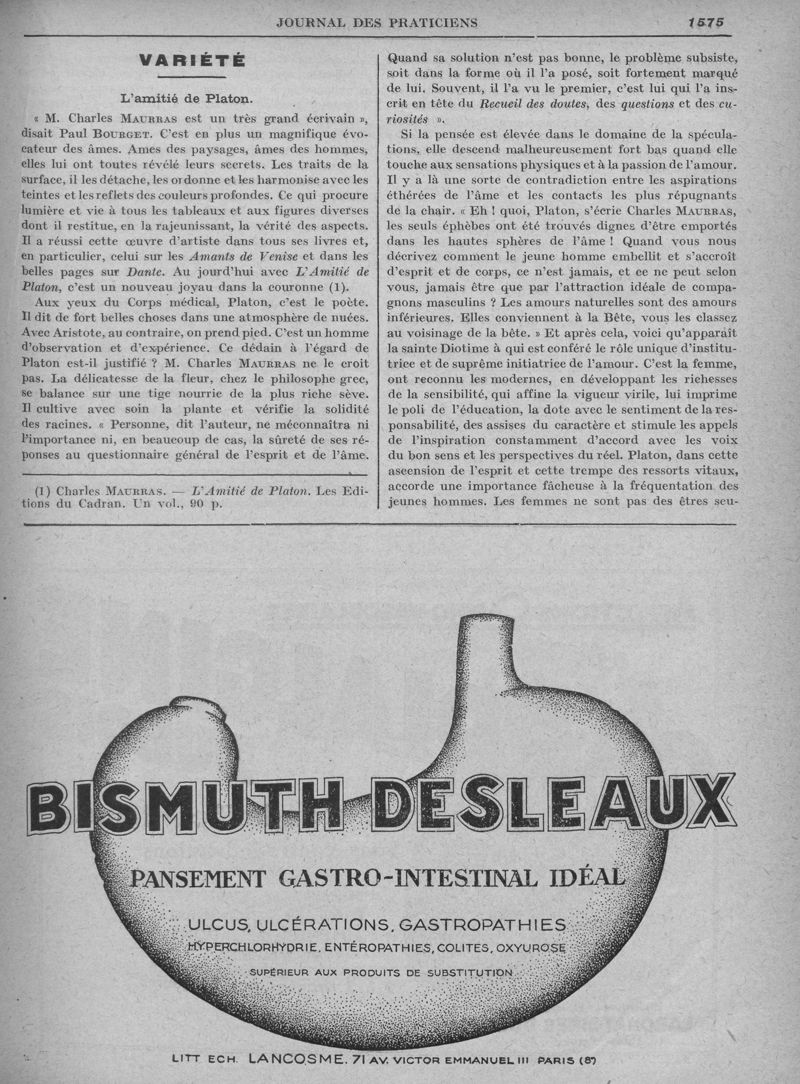 JOURNAL DES PRATICIENS 1575
VARIÉTÉ
L'amitié de Platon.
« M. Charles MAURRAS est un très grand écrivain »,
disait Paul BOURGET. C'est en plus un magnifique évo-
cateur des âmes. Ames des paysages, âmes des hommes,
elles lui ont toutes révélé leurs secrets. Les traits de la
surface, il les détache, les ordonne et les harmonise avec les
teintes et les reflets des couleurs profondes. Ce qui procure
lumière et vie à tous les tableaux et aux figures diverses
dont il restitue, en la rajeunissant, la vérité des aspects.
Il a réussi cette œuvre d'artiste dans tous ses livres et,
en particulier, celui sur les Amants de Venise et dans les
belles pages sur Dante. Au jourd'hui avec L'Amitié de
Platon, c'est un nouveau joyau dans la couronne (1).
Aux yeux du Corps médical, Platon, c'est le poète.
Il dit de fort belles choses dans une atmosphère de nuées.
Avec Aristote, au contraire, on prend pied. C'est un homme
d'observation et d'expérience. Ce dédain à l'égard de
Platon est-il justifié ? M. Charles MAURRAS ne le croit
pas. La délicatesse de la fleur, chez le philosophe grec,
se balance sur une tige nourrie de la plus riche sève.
Il cultive avec soin la plante et vérifie la solidité
des racines. « Personne, dit l'auteur, ne méconnaîtra ni
l'importance ni, en beaucoup de cas, la sûreté de ses ré-
ponses au questionnaire général de l'esprit et de l'âme.
(1) Charles MAURRAS. — L'Amitié de Platon. Les Edi-
tions du Cadran. Un vol., 90 p.
Quand sa solution n'est pas bonne, le problème subsiste,
soit dans la forme où il l'a posé, soit fortement marqué
de lui. Souvent, il l'a vu le premier, c'est lui qui l'a ins-
crit en tête du Recueil des doutes, des questions et des cu-
riosités ».
Si la pensée est élevée dans le domaine de la spécula-
tions, elle descend malheureusement fort bas quand elle
touche aux sensations physiques et à la passion de l'amour.
Il y a là une sorte de contradiction entre les aspirations
éthérées de l'âme et les contacts les plus répugnants
de la chair. « Eh ! quoi, Platon, s'écrie Charles MAURRAS,
les seuls éphèbes ont été trouvés dignes d'être emportés
dans les hautes sphères de l'âme ! Quand vous nous
décrivez comment le jeune homme embellit et s'accroît
d'esprit et de corps, ce n'est jamais, et ce ne peut selon
vous, jamais être que par l'attraction idéale de compa-
gnons masculins ? Les amours naturelles sont des amours
inférieures. Elles conviennent à la Bête, vous les classez
au voisinage de la bête. » Et après cela, voici qu'apparaît
la sainte Diotime à qui est conféré le rôle unique d'institu-
trice et de suprême initiatrice de l'amour. C'est la femme,
ont reconnu les modernes, en développant les richesses
de la sensibilité, qui affine la vigueur virile, lui imprime
le poli de l'éducation, la dote avec le sentiment de la res-
ponsabilité, des assises du caractère et stimule les appels
de l'inspiration constamment d'accord avec les voix
du bon sens et les perspectives du réel. Platon, dans cette
ascension de l'esprit et cette trempe des ressorts vitaux,
accorde une importance fâcheuse à la fréquentation des
jeunes hommes. Les femmes ne sont pas des êtres seu-
BISMUTH DESLEAUX
PANSEMENT GASTRO-INTESTINAL IDÉAL
ULCUS, ULCÉRATIONS, GASTROPATHIES
HYPERCHLORHYDRIE, ENTÉROPATHIES, COLITES, OXYUROSE
SUPÉRIEUR AUX PRODUITS DE SUBSTITUTION
LITT ECH. LANCOSME. 71 AV. VICTOR EMMANUEL III PARIS (8º)